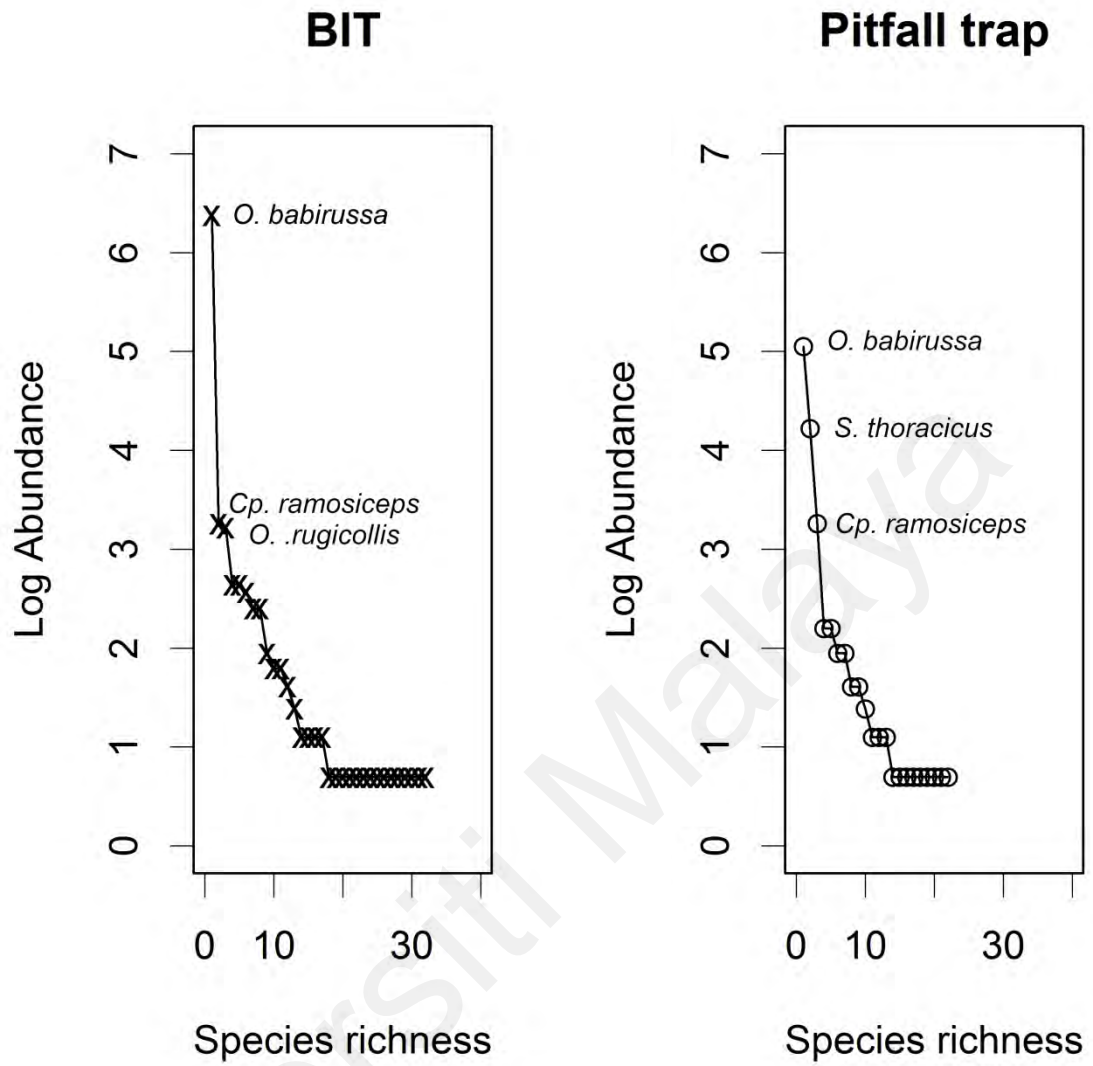 BIT
7
6
5
4
3
2
1
0
Log Abundance
O. babirussa
Cp. ramosiceps
O. .rugicollis
0 10 30
Species richness
Pitfall trap
7
6
5
4
3
2
1
0
Log Abundance
O. babirussa
S. thoracicus
Cp. ramosiceps
0 10 30
Species richness
ersiti Malaya